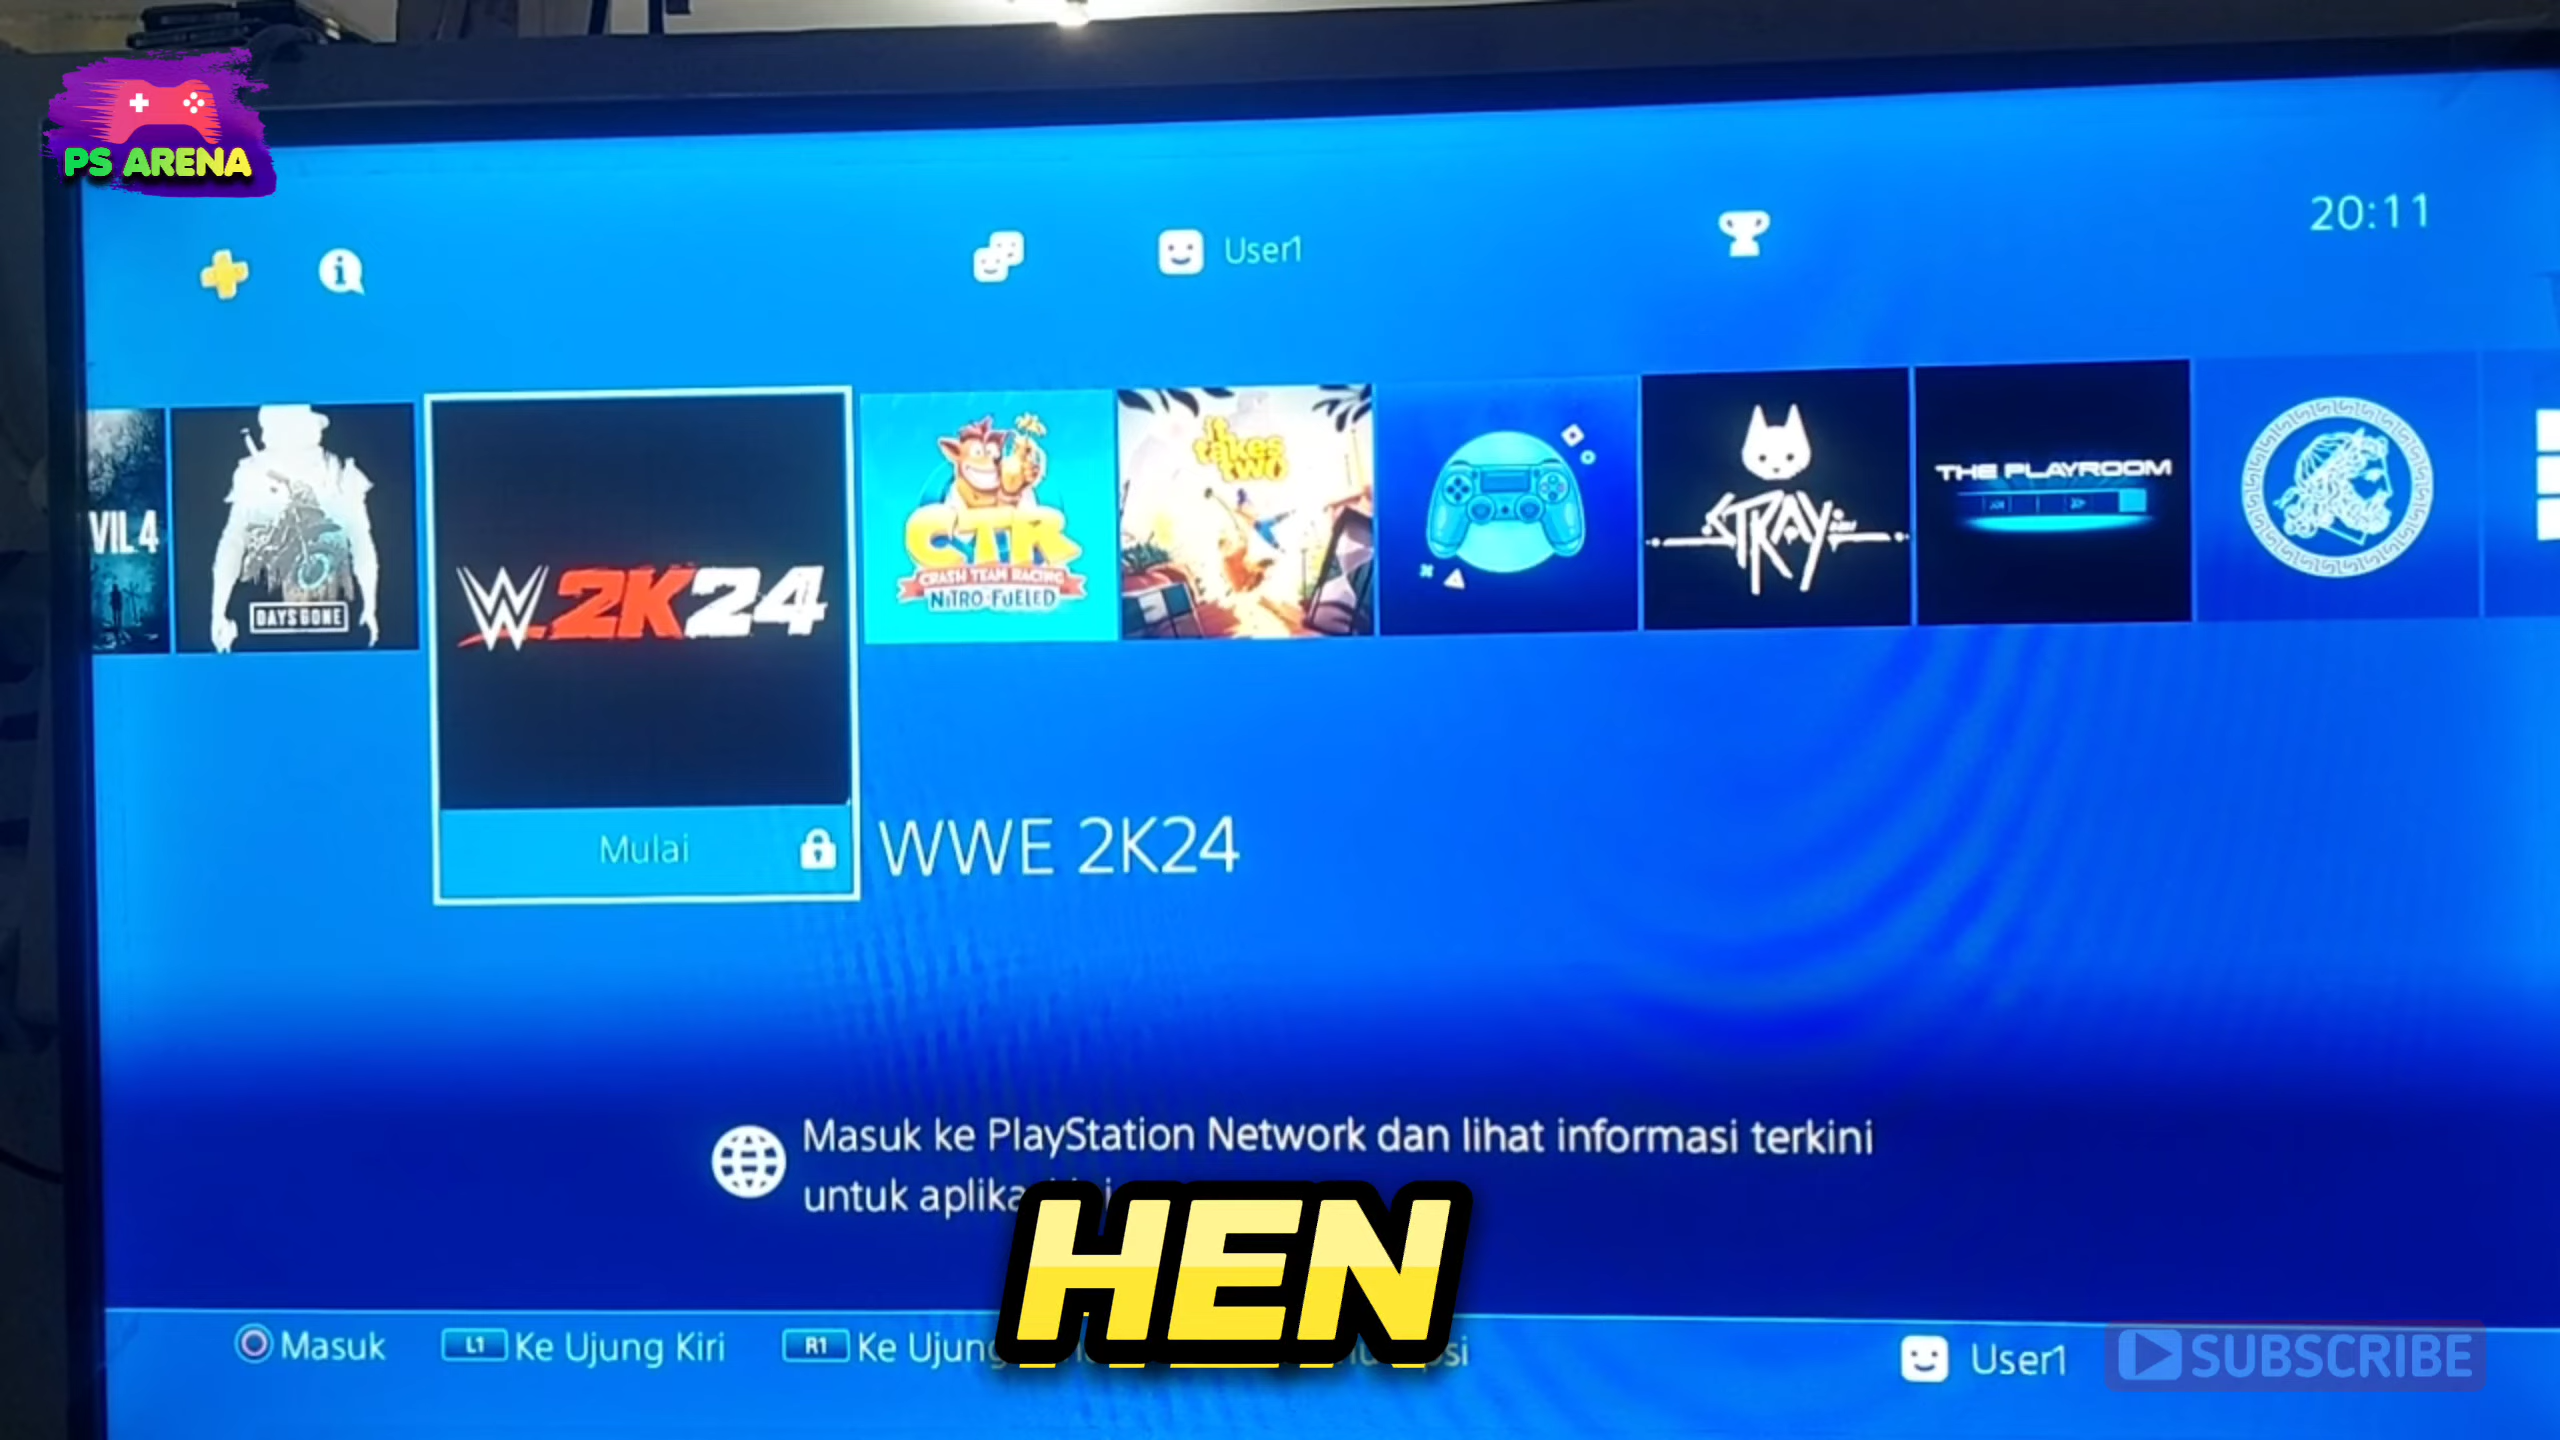 PS ARENA
20:11
User1
VIL 4
DAYS GONE
W 2K24
CTR
CRASH TEAM RACING
NITRO-FUELED
it
takes
two
STRAY
THE PLAYROOM
Mulai
WWE 2K24
Masuk ke PlayStation Network dan lihat informasi terkini
untuk
HEN
Masuk
L1 Ke Ujung Kiri
R1 Ke
User1
SUBSCRIBE